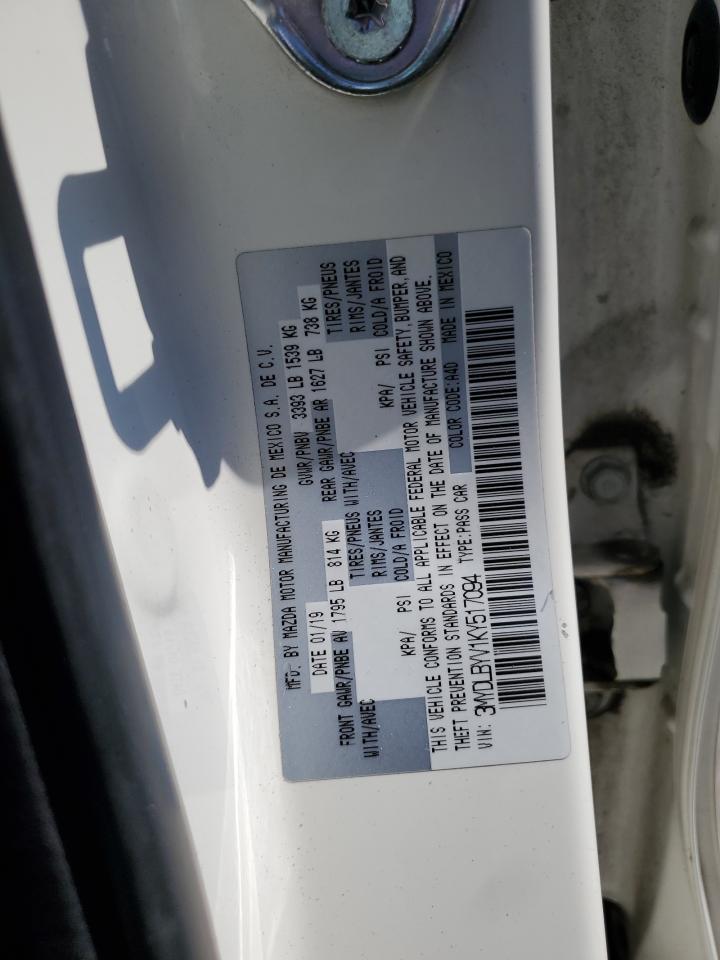 MFD. BY MAZDA MOTOR MANUFACTURING DE MEXICO S.A. DE C.V.
DATE 01/19 GVWR/PNBV 3393 LB 1539 KG
FRONT GAWR/PNBE AV 1795 LB 814 KG REAR GAWR/PNBE AR 1627 LB 738 KG
WITH/AVEC TIRES/PNEUS WITH/AVEC TIRES/PNEUS
RIMS/JANTES RIMS/JANTES
KPA/ PSI COLD/A FROID KPA/ PSI COLD/A FROID
THIS VEHICLE CONFORMS TO ALL APPLICABLE FEDERAL MOTOR VEHICLE SAFETY, BUMPER, AND
THEFT PREVENTION STANDARDS IN EFFECT ON THE DATE OF MANUFACTURE SHOWN ABOVE.
COLOR CODE:A4D MADE IN MEXICO
VIN: 3MYDLBYV1KY517094 TYPE:PASS CAR